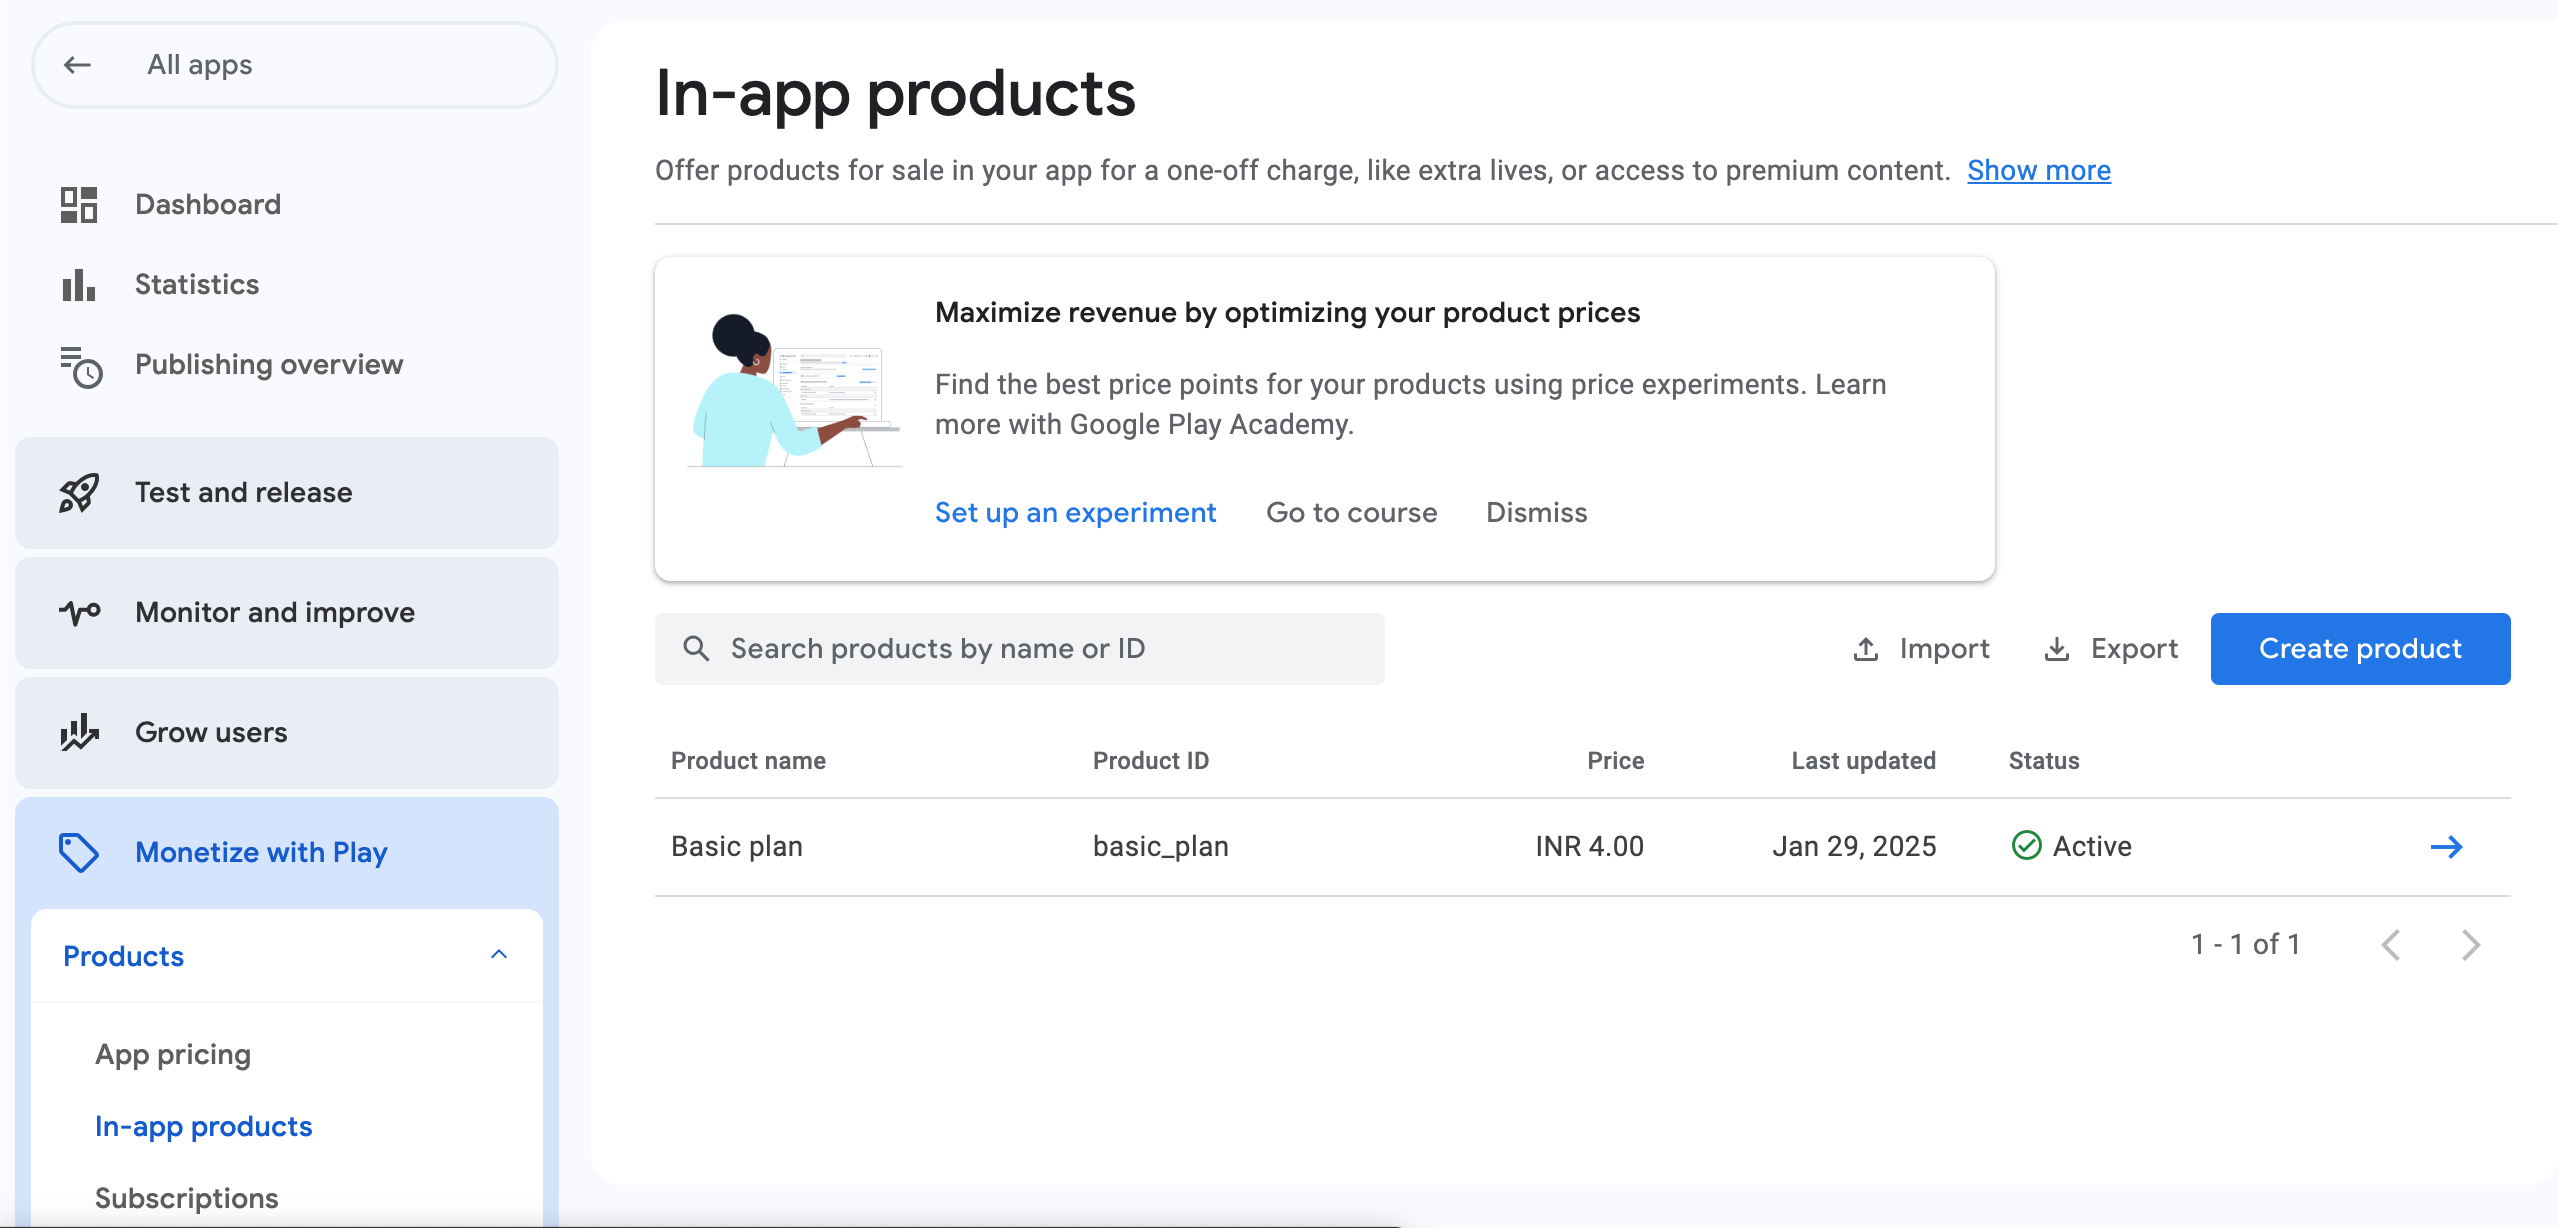 All apps
Dashboard
Statistics
Publishing overview
Test and release
Monitor and improve
Grow users
Monetize with Play
Products
App pricing
In-app products
Subscriptions
In-app products
Offer products for sale in your app for a one-off charge, like extra lives, or access to premium content. Show more
Maximize revenue by optimizing your product prices
Find the best price points for your products using price experiments. Learn
more with Google Play Academy.
Set up an experiment Go to course Dismiss
Search products by name or ID Import Export Create product
Product name Product ID Price Last updated Status
Basic plan basic_plan INR 4.00 Jan 29, 2025 Active
1 - 1 of 1